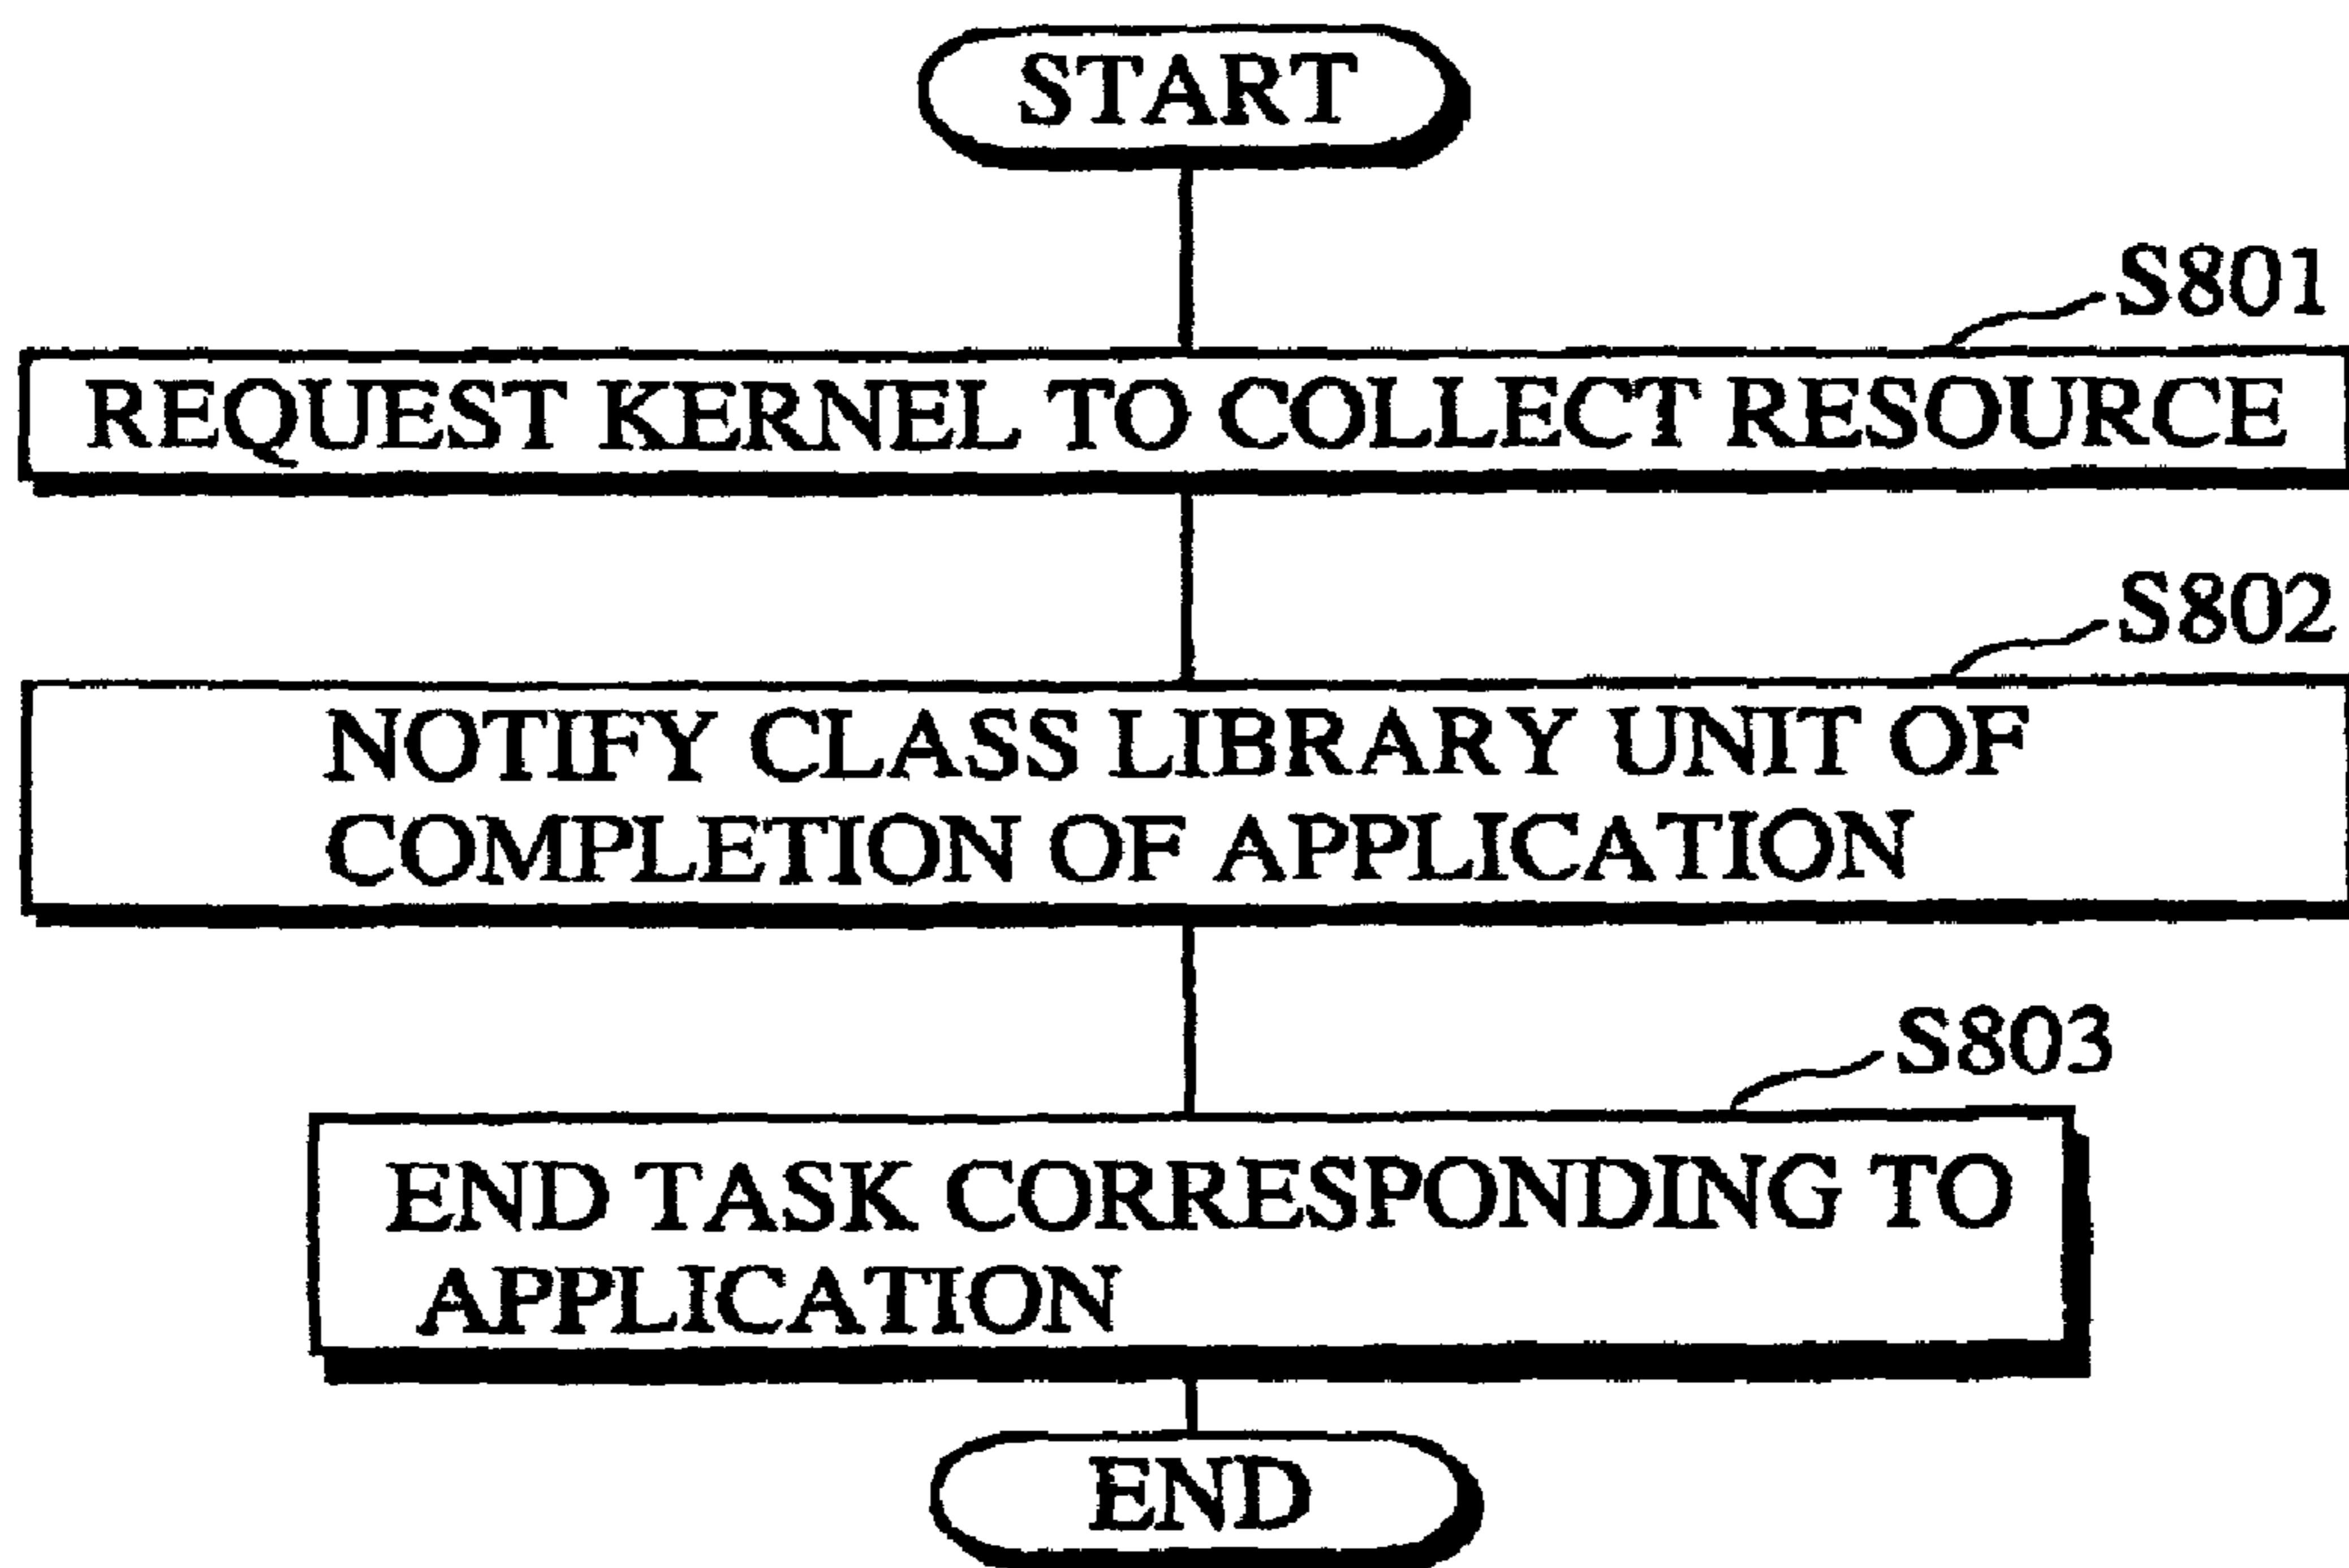 START
S801
REQUEST KERNEL TO COLLECT RESOURCE
S802
NOTIFY CLASS LIBRARY UNIT OF
COMPLETION OF APPLICATION
S803
END TASK CORRESPONDING TO
APPLICATION
END